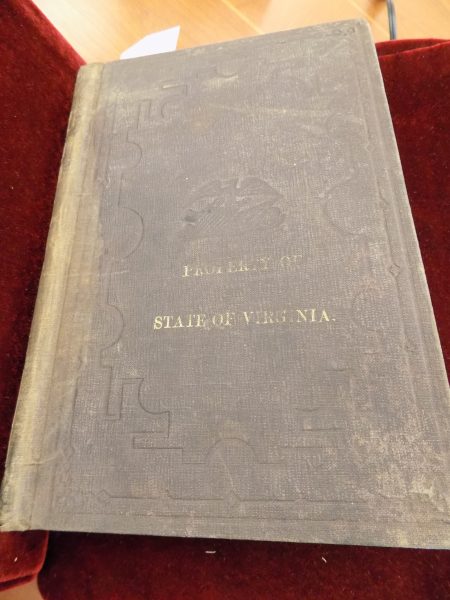 PROPERTY OF
STATE OF VIRGINIA.